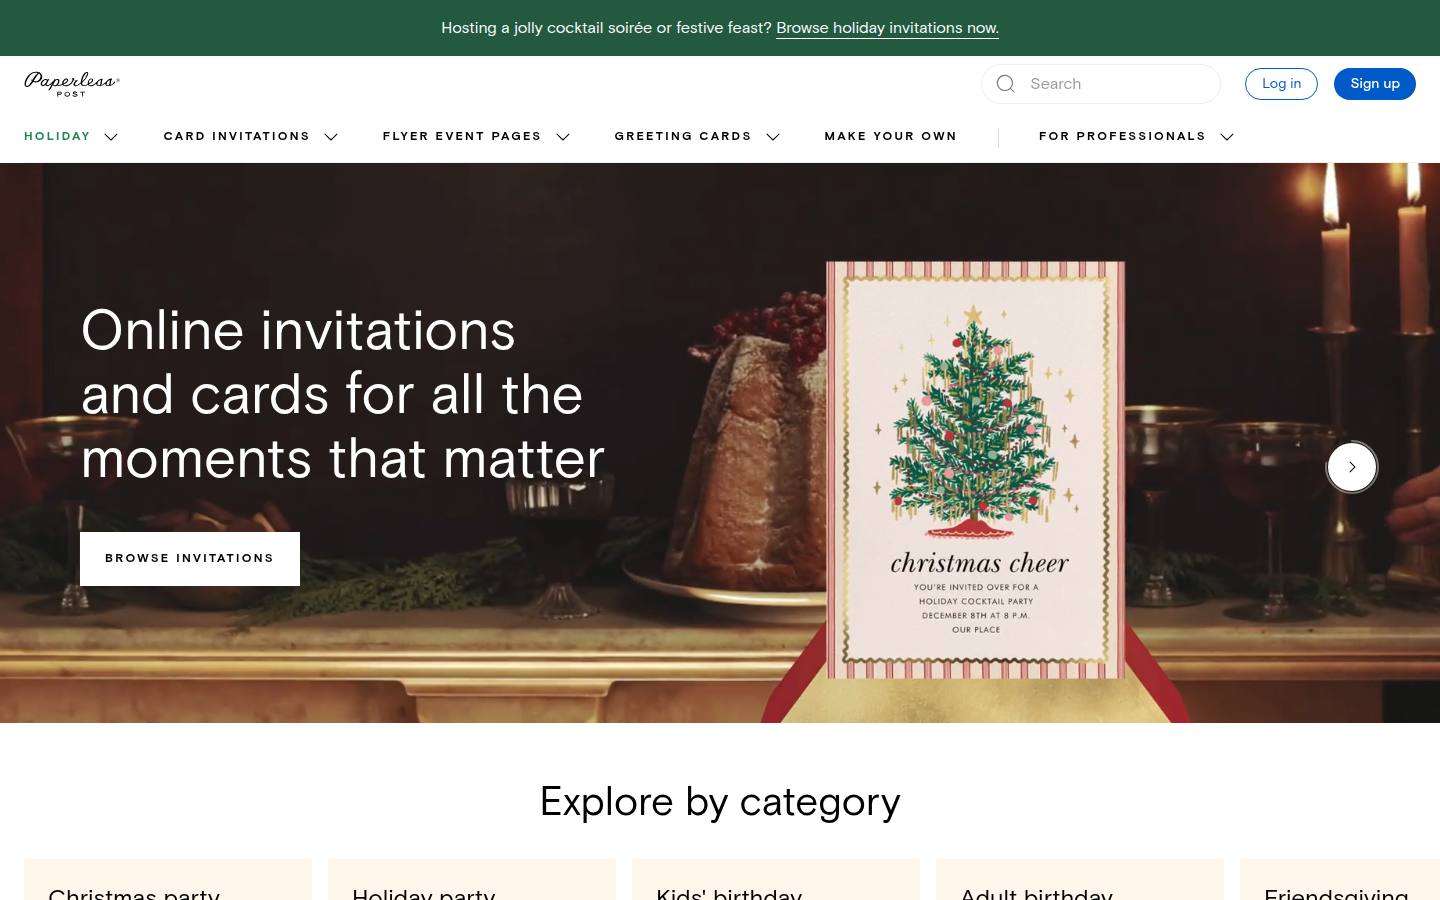 Hosting a jolly cocktail soirée or festive feast? Browse holiday invitations now.
Paperless
POST
Search
Log in
Sign up
HOLIDAY
CARD INVITATIONS
FLYER EVENT PAGES
GREETING CARDS
MAKE YOUR OWN
FOR PROFESSIONALS
Online invitations
and cards for all the
moments that matter
BROWSE INVITATIONS
christmas cheer
YOU'RE INVITED OVER FOR A
HOLIDAY COCKTAIL PARTY
DECEMBER 8TH AT 8 P.M.
OUR PLACE
Explore by category
Christmas party
Holiday party
Kids' birthday
Adult birthday
Friendsgiving